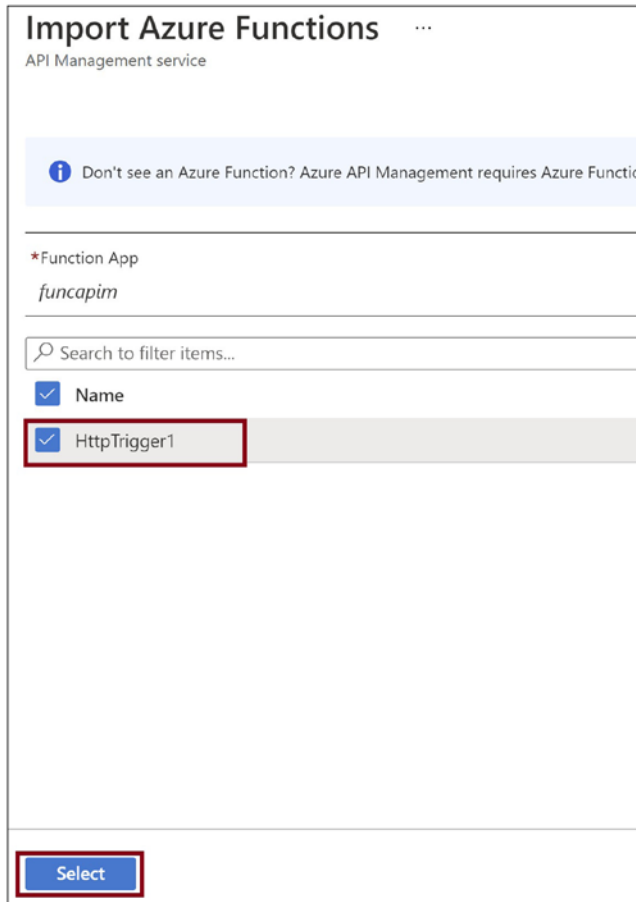 Import Azure Functions ...
API Management service
Don't see an Azure Function? Azure API Management requires Azure Functio
*Function App
funcapim
Search to filter items...
Name
HttpTrigger1
Select